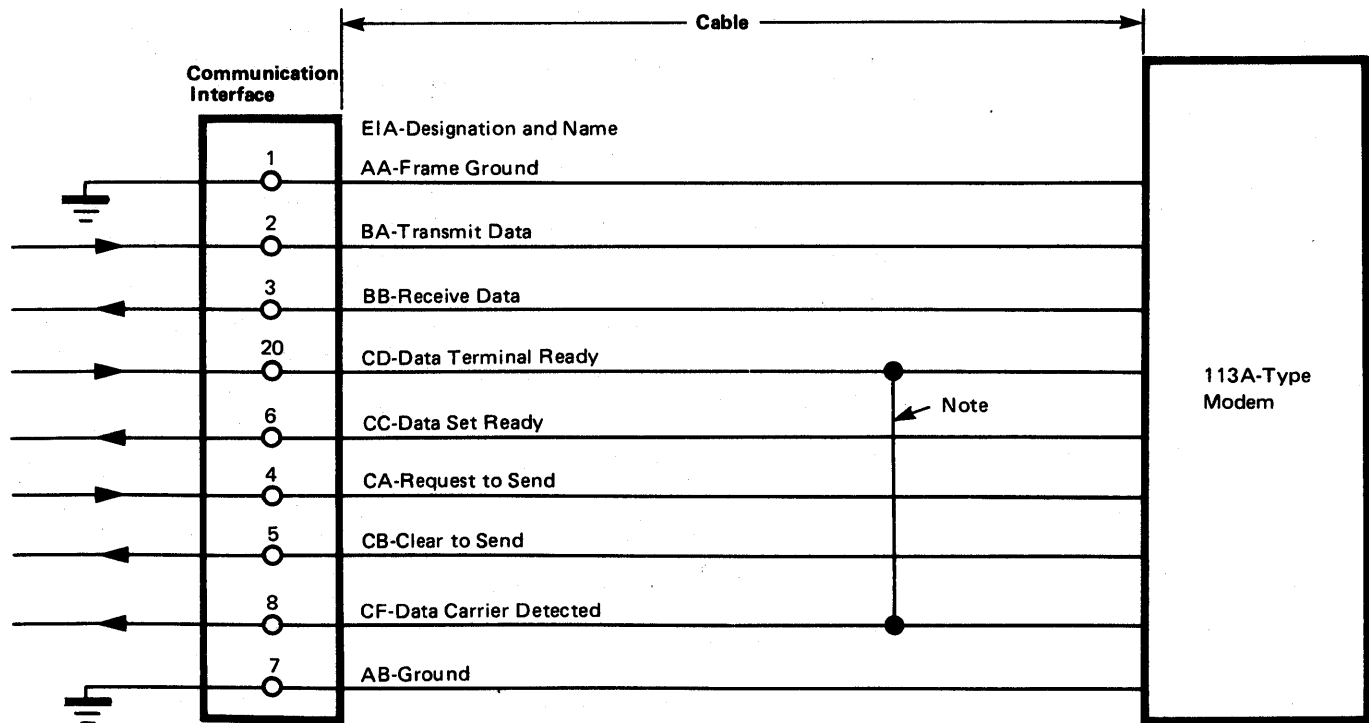 Cable
Communication
Interface
EIA-Designation and Name
1
AA-Frame Ground
2
BA-Transmit Data
3
BB-Receive Data
20
CD-Data Terminal Ready
Note
113A-Type
Modem
6
CC-Data Set Ready
4
CA-Request to Send
5
CB-Clear to Send
8
CF-Data Carrier Detected
7
AB-Ground